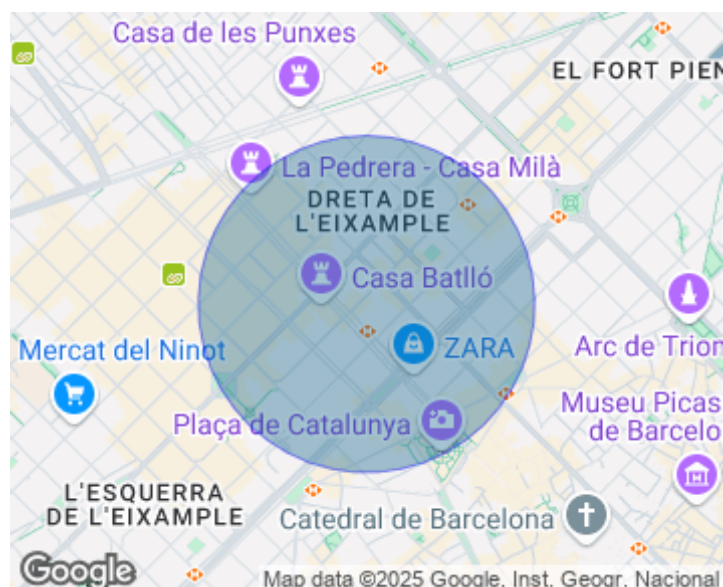 Casa de les Punxes
EL FORT PIEN
La Pedrera - Casa Milà
DRETA DE
L'EIXAMPLE
Casa Batlló
ZARA
Mercat del Ninot
Arc de Trion
Plaça de Catalunya
Museu Picas
de Barcelo
L'ESQUERRA
DE L'EIXAMPLE
Catedral de Barcelona
Google
Map data ©2025 Google, Inst. Geogr. Nacional